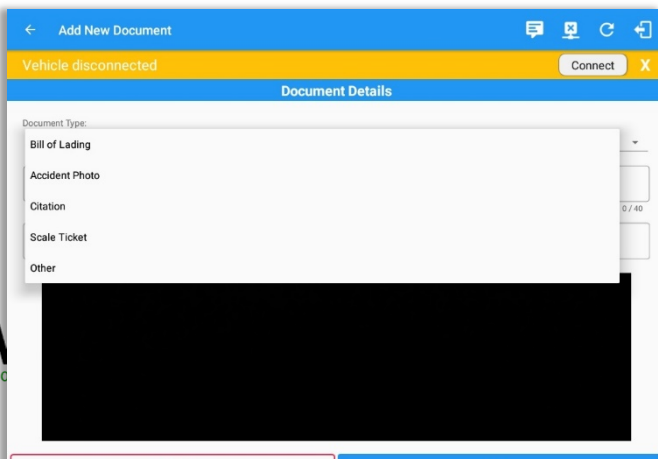 Add New Document
Vehicle disconnected
Connect
X
Document Details
Document Type:
Bill of Lading
Accident Photo
Citation
0 / 40
Scale Ticket
Other